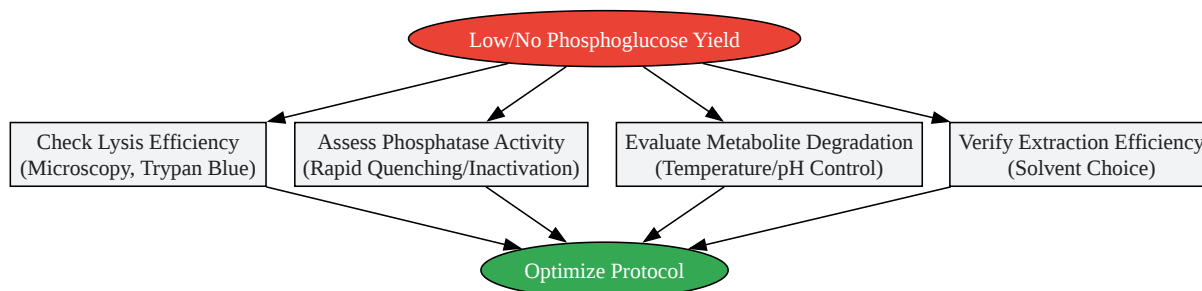 Low/No Phosphoglucose Yield
Check Lysis Efficiency
(Microscopy, Trypan Blue)
Assess Phosphatase Activity
(Rapid Quenching/Inactivation)
Evaluate Metabolite Degradation
(Temperature/pH Control)
Verify Extraction Efficiency
(Solvent Choice)
Optimize Protocol